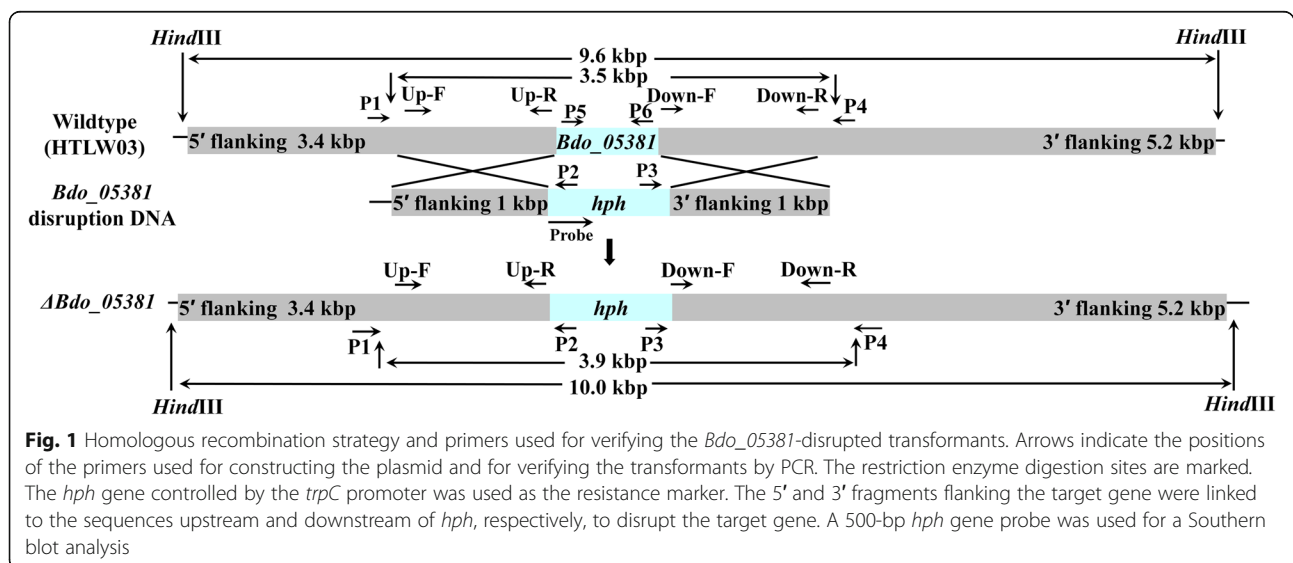 HindIII HindIII
9.6 kbp
3.5 kbp
P1 Up-F Up-R P5 P6 Down-F Down-R P4
Wildtype
(HTLW03)
5′ flanking 3.4 kbp Bdo_05381 3′ flanking 5.2 kbp
P2 P3
Bdo_05381
disruption DNA
5′ flanking 1 kbp hph 3′ flanking 1 kbp
Probe
Up-F Up-R Down-F Down-R
ΔBdo_05381 5′ flanking 3.4 kbp hph 3′ flanking 5.2 kbp
P1 P2 P3 P4
3.9 kbp
10.0 kbp
HindIII HindIII
Fig. 1 Homologous recombination strategy and primers used for verifying the Bdo_05381-disrupted transformants. Arrows indicate the positions
of the primers used for constructing the plasmid and for verifying the transformants by PCR. The restriction enzyme digestion sites are marked.
The hph gene controlled by the trpC promoter was used as the resistance marker. The 5′ and 3′ fragments flanking the target gene were linked
to the sequences upstream and downstream of hph, respectively, to disrupt the target gene. A 500-bp hph gene probe was used for a Southern
blot analysis